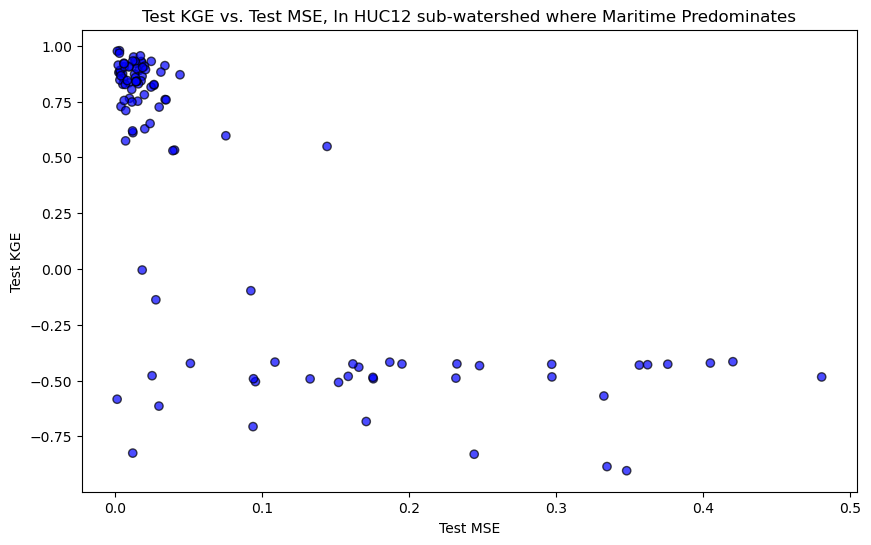 Test KGE vs. Test MSE, In HUC12 sub-watershed where Maritime Predominates
1.00
0.75
0.50
0.25
0.00
−0.25
−0.50
−0.75
Test KGE
0.0 0.1 0.2 0.3 0.4 0.5
Test MSE